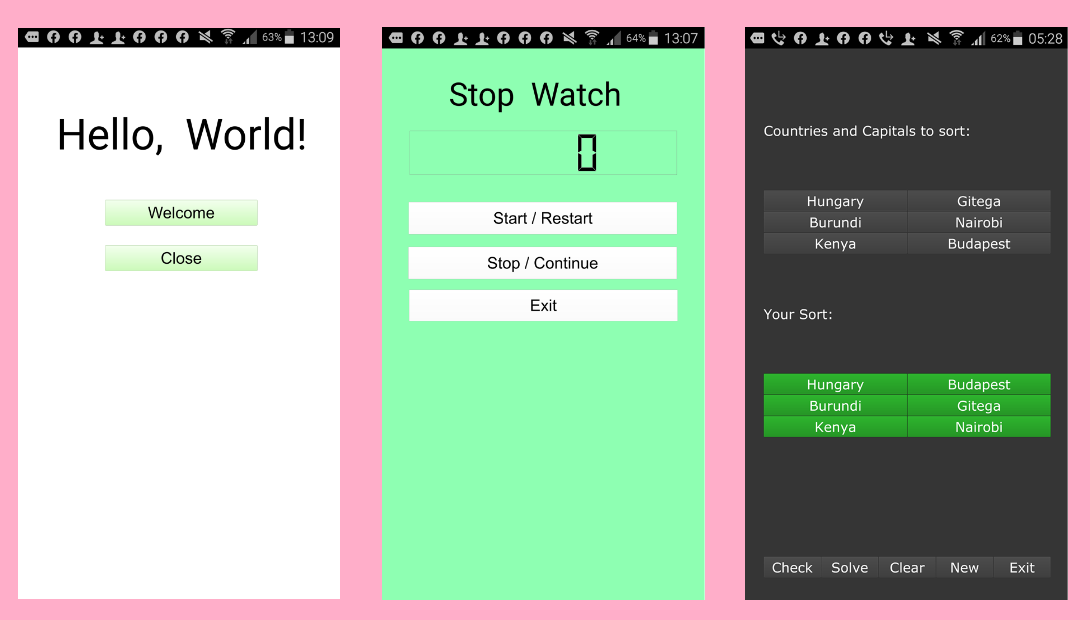 63% 13:09
Hello, World!
Welcome
Close
64% 13:07
Stop Watch
0
Start / Restart
Stop / Continue
Exit
62% 05:28
Countries and Capitals to sort:
Hungary Gitega
Burundi Nairobi
Kenya Budapest
Your Sort:
Hungary Budapest
Burundi Gitega
Kenya Nairobi
Check Solve Clear New Exit